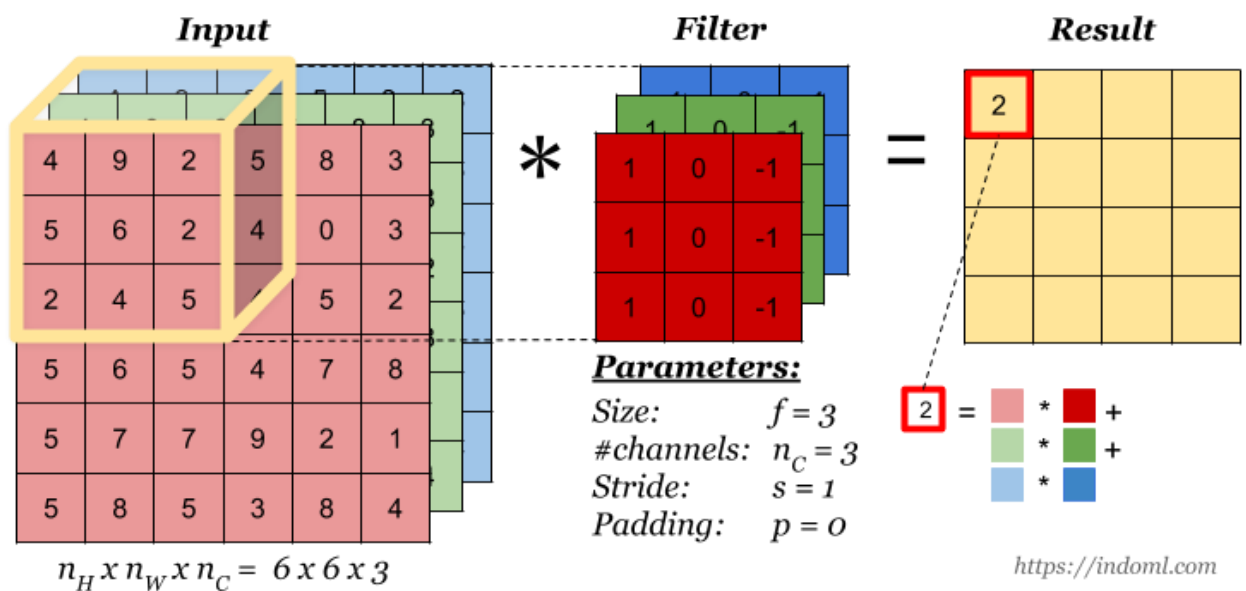 Input
Filter
Result
4 9 2 5 8 3
5 6 2 4 0 3
2 4 5 5 2
5 6 5 4 7 8
5 7 7 9 2 1
5 8 5 3 8 4
n_H x n_W x n_C = 6 x 6 x 3
*
1 0 -1
1 0 -1
1 0 -1
1 0 -1
=
2
Parameters:
Size: f = 3
#channels: n_C = 3
Stride: s = 1
Padding: p = 0
2 = * +
* +
*
https://indoml.com